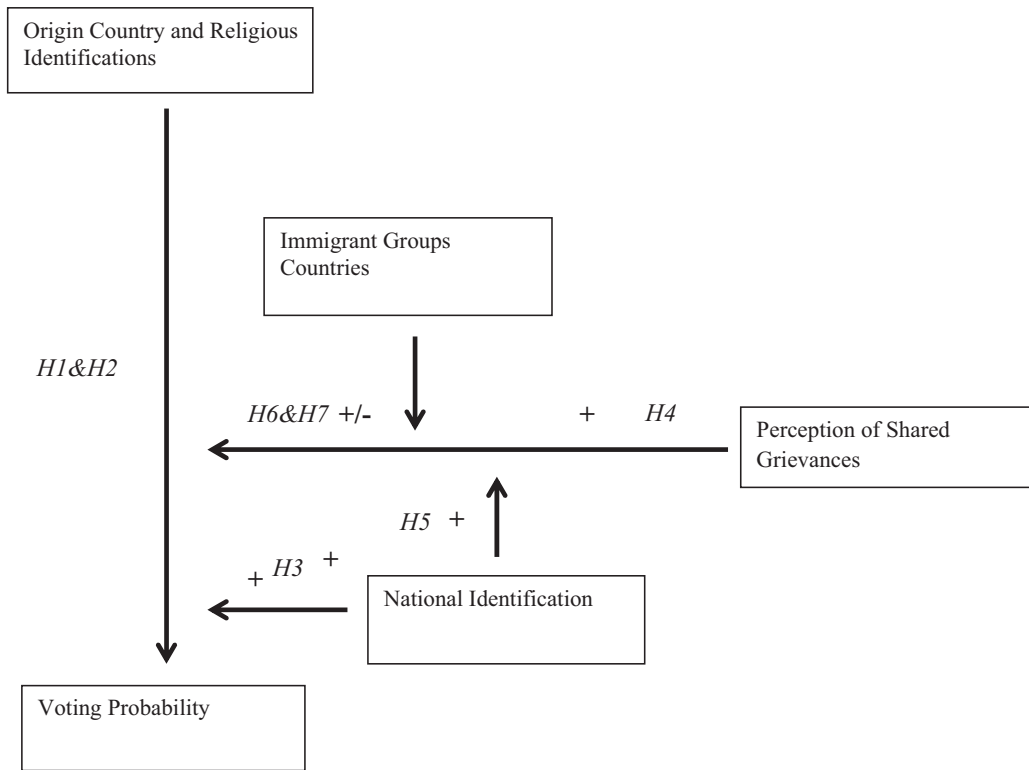 Origin Country and Religious
Identifications
Immigrant Groups
Countries
H1&H2
H6&H7 +/-
+ H4
Perception of Shared
Grievances
H5 +
+ H3 +
National Identification
Voting Probability